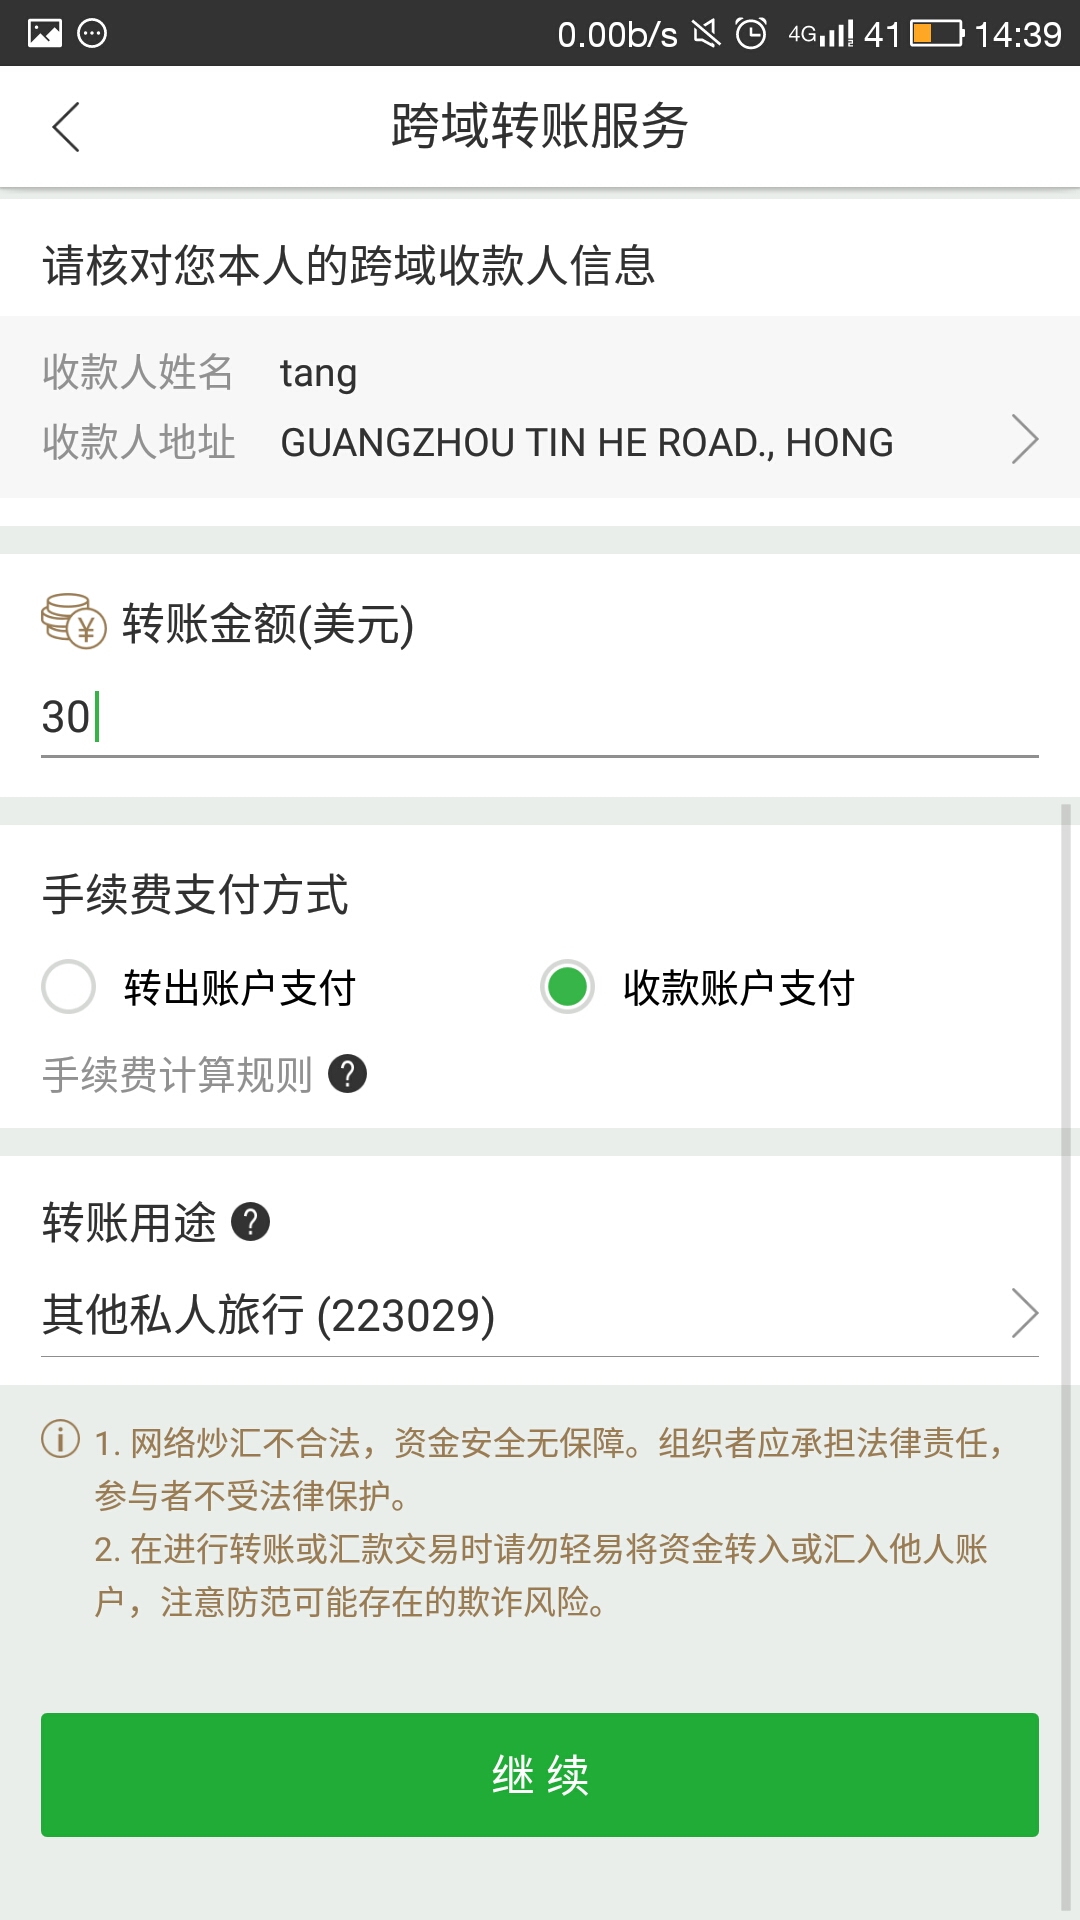 0.00b/s 4G 41 14:39
跨域转账服务
请核对您本人的跨域收款人信息
收款人姓名 tang
收款人地址 GUANGZHOU TIN HE ROAD., HONG
转账金额(美元)
30
手续费支付方式
转出账户支付 收款账户支付
手续费计算规则 ?
转账用途 ?
其他私人旅行 (223029)
1. 网络炒汇不合法，资金安全无保障。组织者应承担法律责任，
参与者不受法律保护。
2. 在进行转账或汇款交易时请勿轻易将资金转入或汇入他人账
户，注意防范可能存在的欺诈风险。
继 续